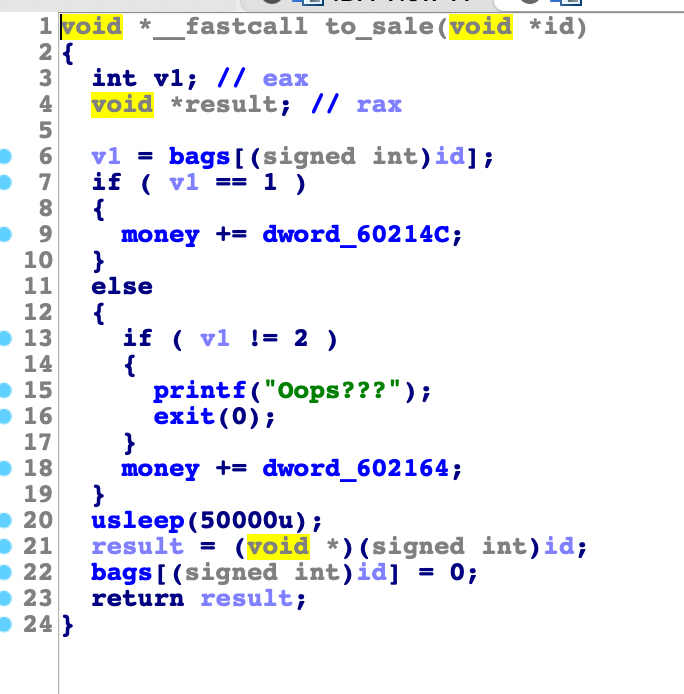 1 void *__fastcall to_sale(void *id)
2 {
3 int v1; // eax
4 void *result; // rax
5
6 v1 = bags[(signed int)id];
7 if ( v1 == 1 )
8 {
9 money += dword_60214C;
10 }
11 else
12 {
13 if ( v1 != 2 )
14 {
15 printf("Oops???");
16 exit(0);
17 }
18 money += dword_602164;
19 }
20 usleep(50000u);
21 result = (void *)(signed int)id;
22 bags[(signed int)id] = 0;
23 return result;
24 }